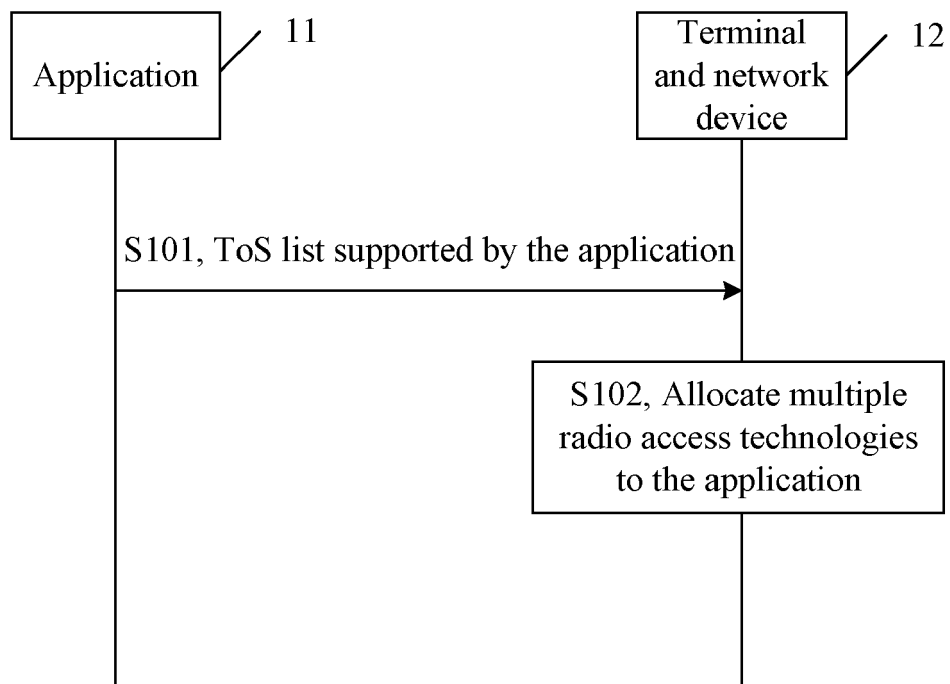 Application
11
Terminal
and network
device
12
S101, ToS list supported by the application
S102, Allocate multiple
radio access technologies
to the application